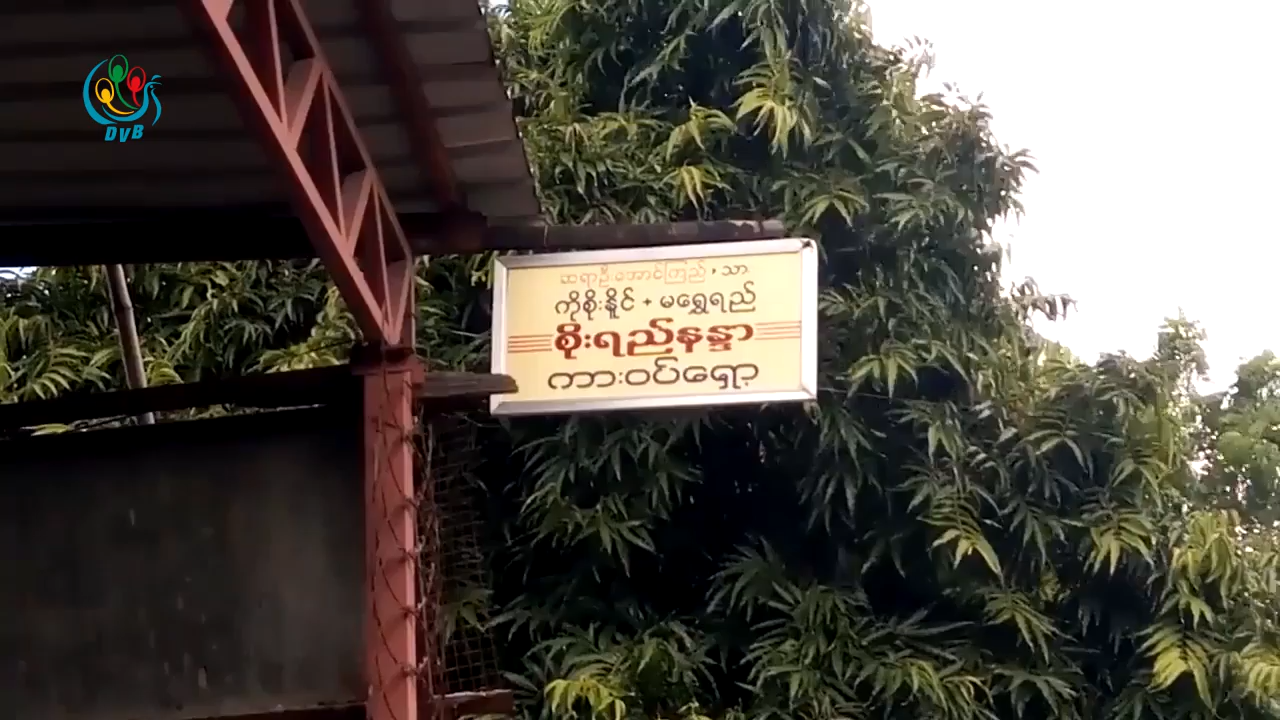 DVB
ဆရာဦးအောင်ကြည်၊သား
ကိုစိုးနိူင် + မရွှေရည်
စိုးရည်နန္ဒာ
ကားဝပ်ရှော့